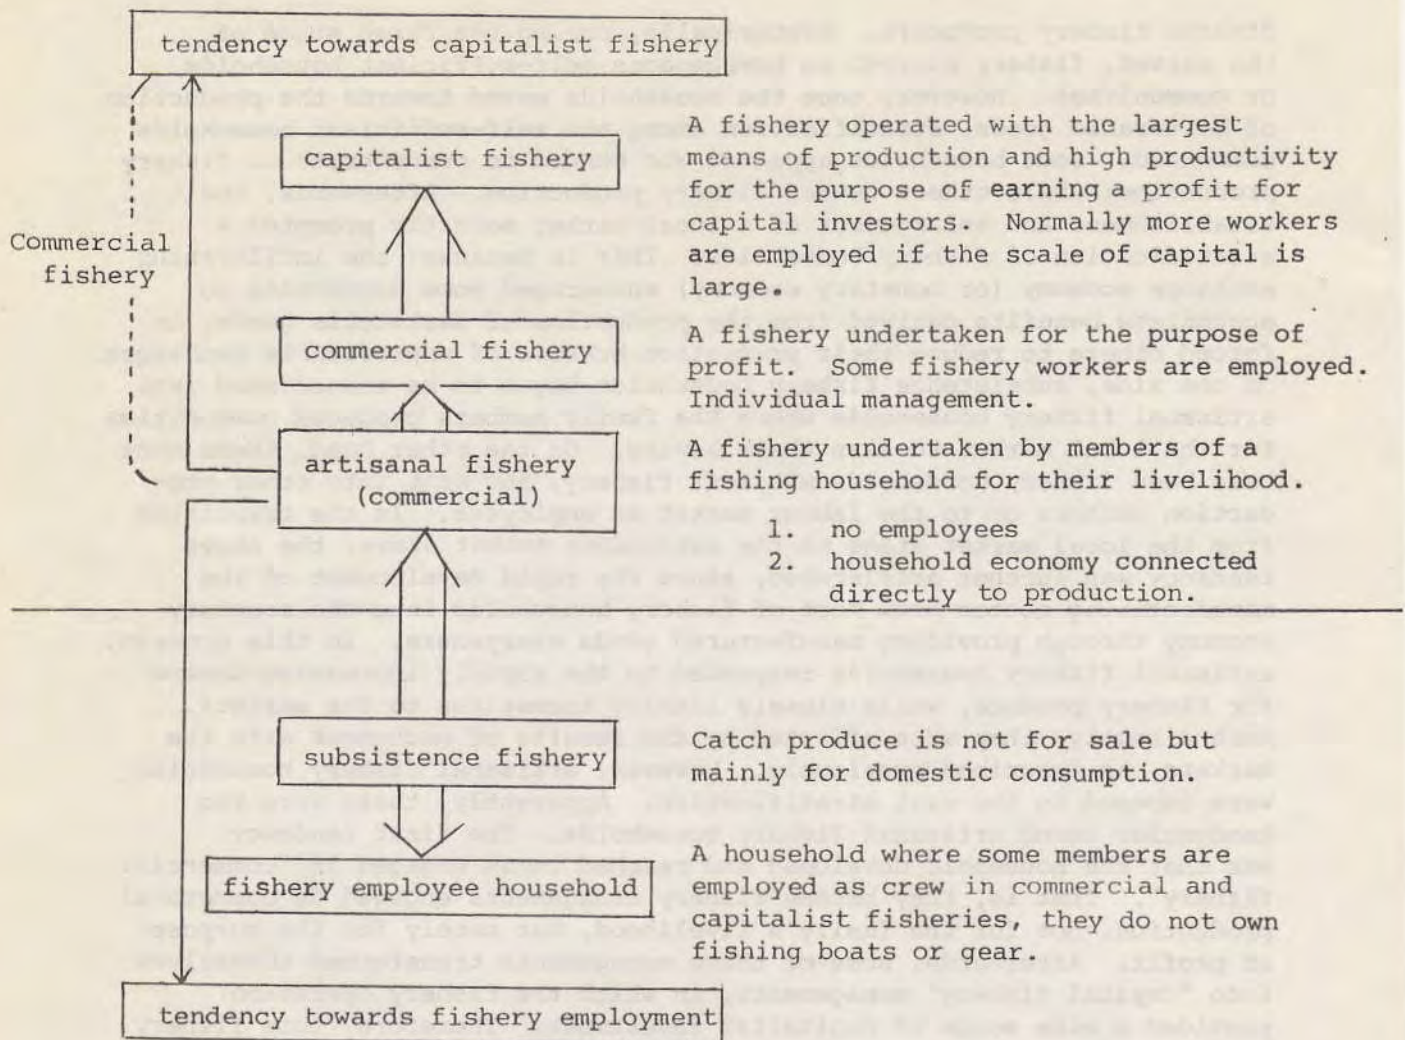 tendency towards capitalist fishery
capitalist fishery
A fishery operated with the largest
means of production and high productivity
for the purpose of earning a profit for
capital investors. Normally more workers
are employed if the scale of capital is
large.
Commercial
fishery
commercial fishery
A fishery undertaken for the purpose of
profit. Some fishery workers are employed.
Individual management.
artisanal fishery
(commercial)
A fishery undertaken by members of a
fishing household for their livelihood.
1. no employees
2. household economy connected
directly to production.
subsistence fishery
Catch produce is not for sale but
mainly for domestic consumption.
fishery employee household
A household where some members are
employed as crew in commercial and
capitalist fisheries, they do not own
fishing boats or gear.
tendency towards fishery employment